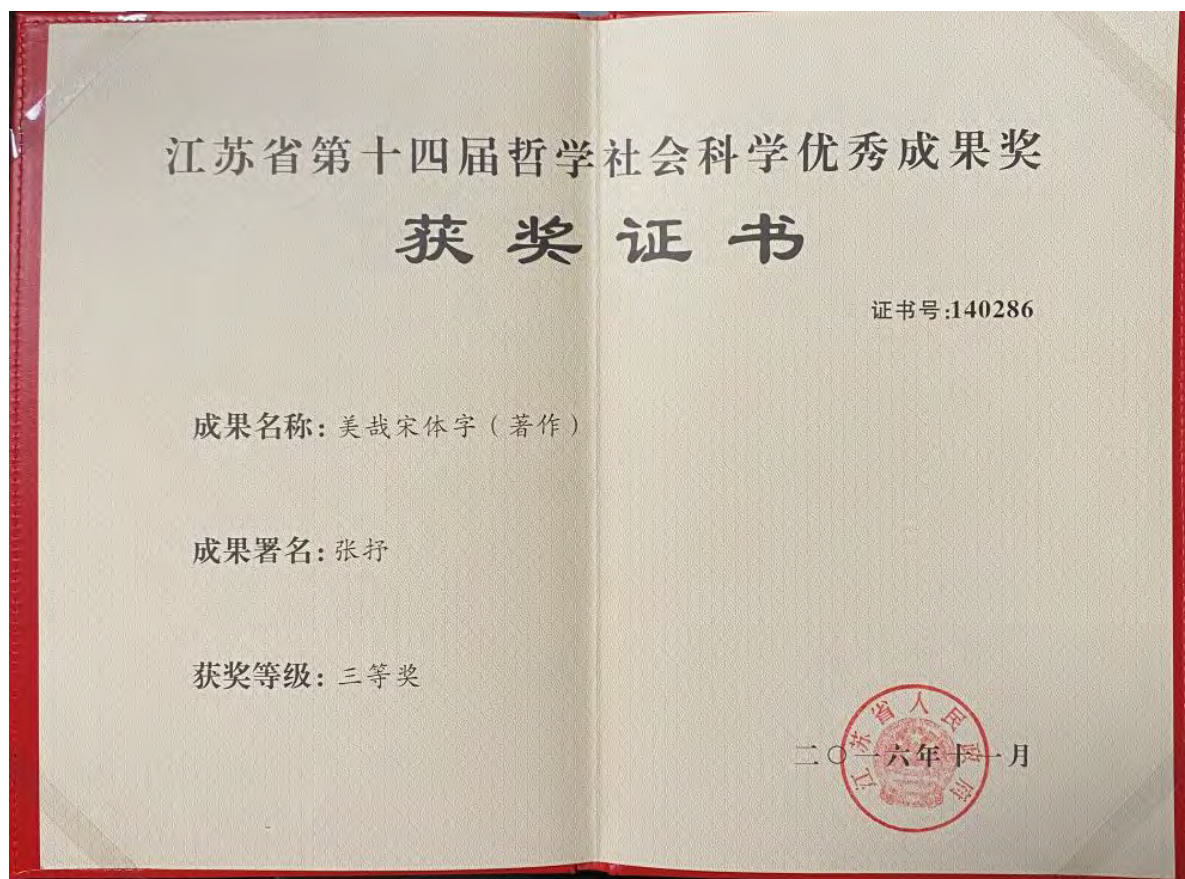 江苏省第十四届哲学社会科学优秀成果奖
获奖证书
证书号:140286
成果名称:美哉宋体字(著作)
成果署名:张抒
获奖等级:三等奖
二〇一六年十一月
江苏省人民政府